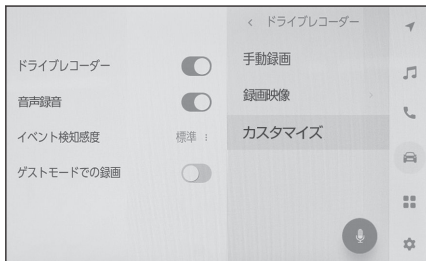 ドライブレコーダー
音声録音
イベント検知感度 標準
ゲストモードでの録画
ドライブレコーダー
手動録画
録画映像
カスタマイズ